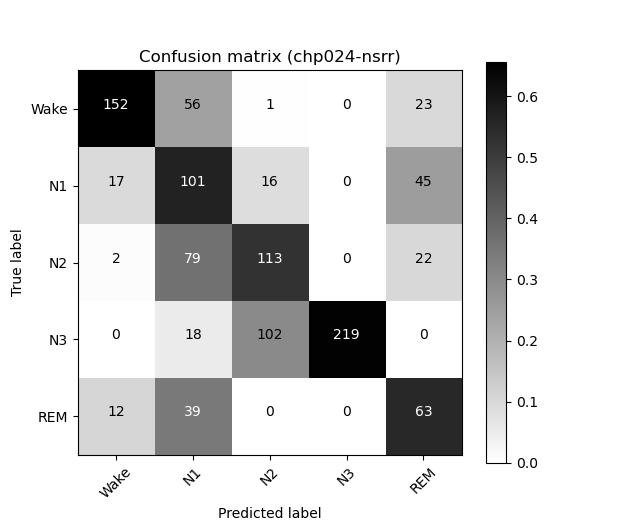 Confusion matrix (chp024-nsrr)
Wake 152 56 1 0 23
N1 17 101 16 0 45
N2 2 79 113 0 22
N3 0 18 102 219 0
REM 12 39 0 0 63
Wake N1 N2 N3 REM
Predicted label
True label
0.6
0.5
0.4
0.3
0.2
0.1
0.0